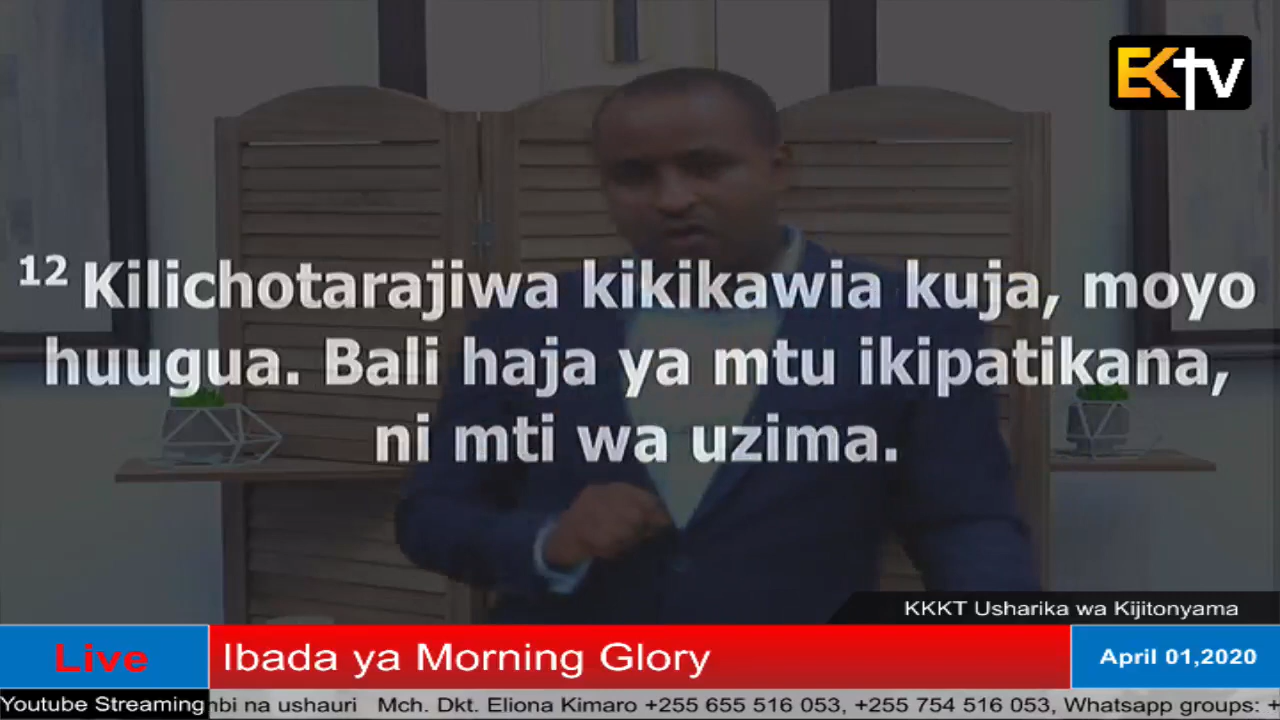 EKTV
12 Kilichotarajiwa kikikawia kuja, moyo
huugua. Bali haja ya mtu ikipatikana,
ni mti wa uzima.
KKKT Usharika wa Kijitonyama
Live
Ibada ya Morning Glory
April 01,2020
Youtube Streaming
na ushauri Mch. Dkt. Eliona Kimaro +255 655 516 053, +255 754 516 053, Whatsapp groups: +